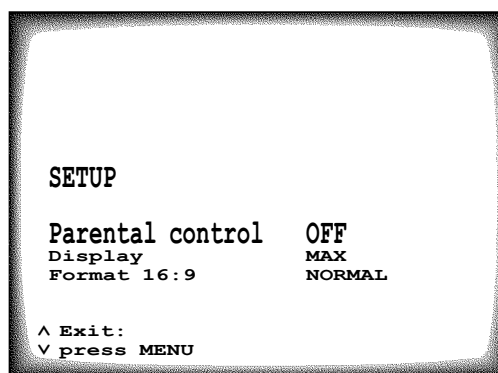 SETUP
Parental control OFF
Display MAX
Format 16:9 NORMAL
^ Exit:
v press MENU